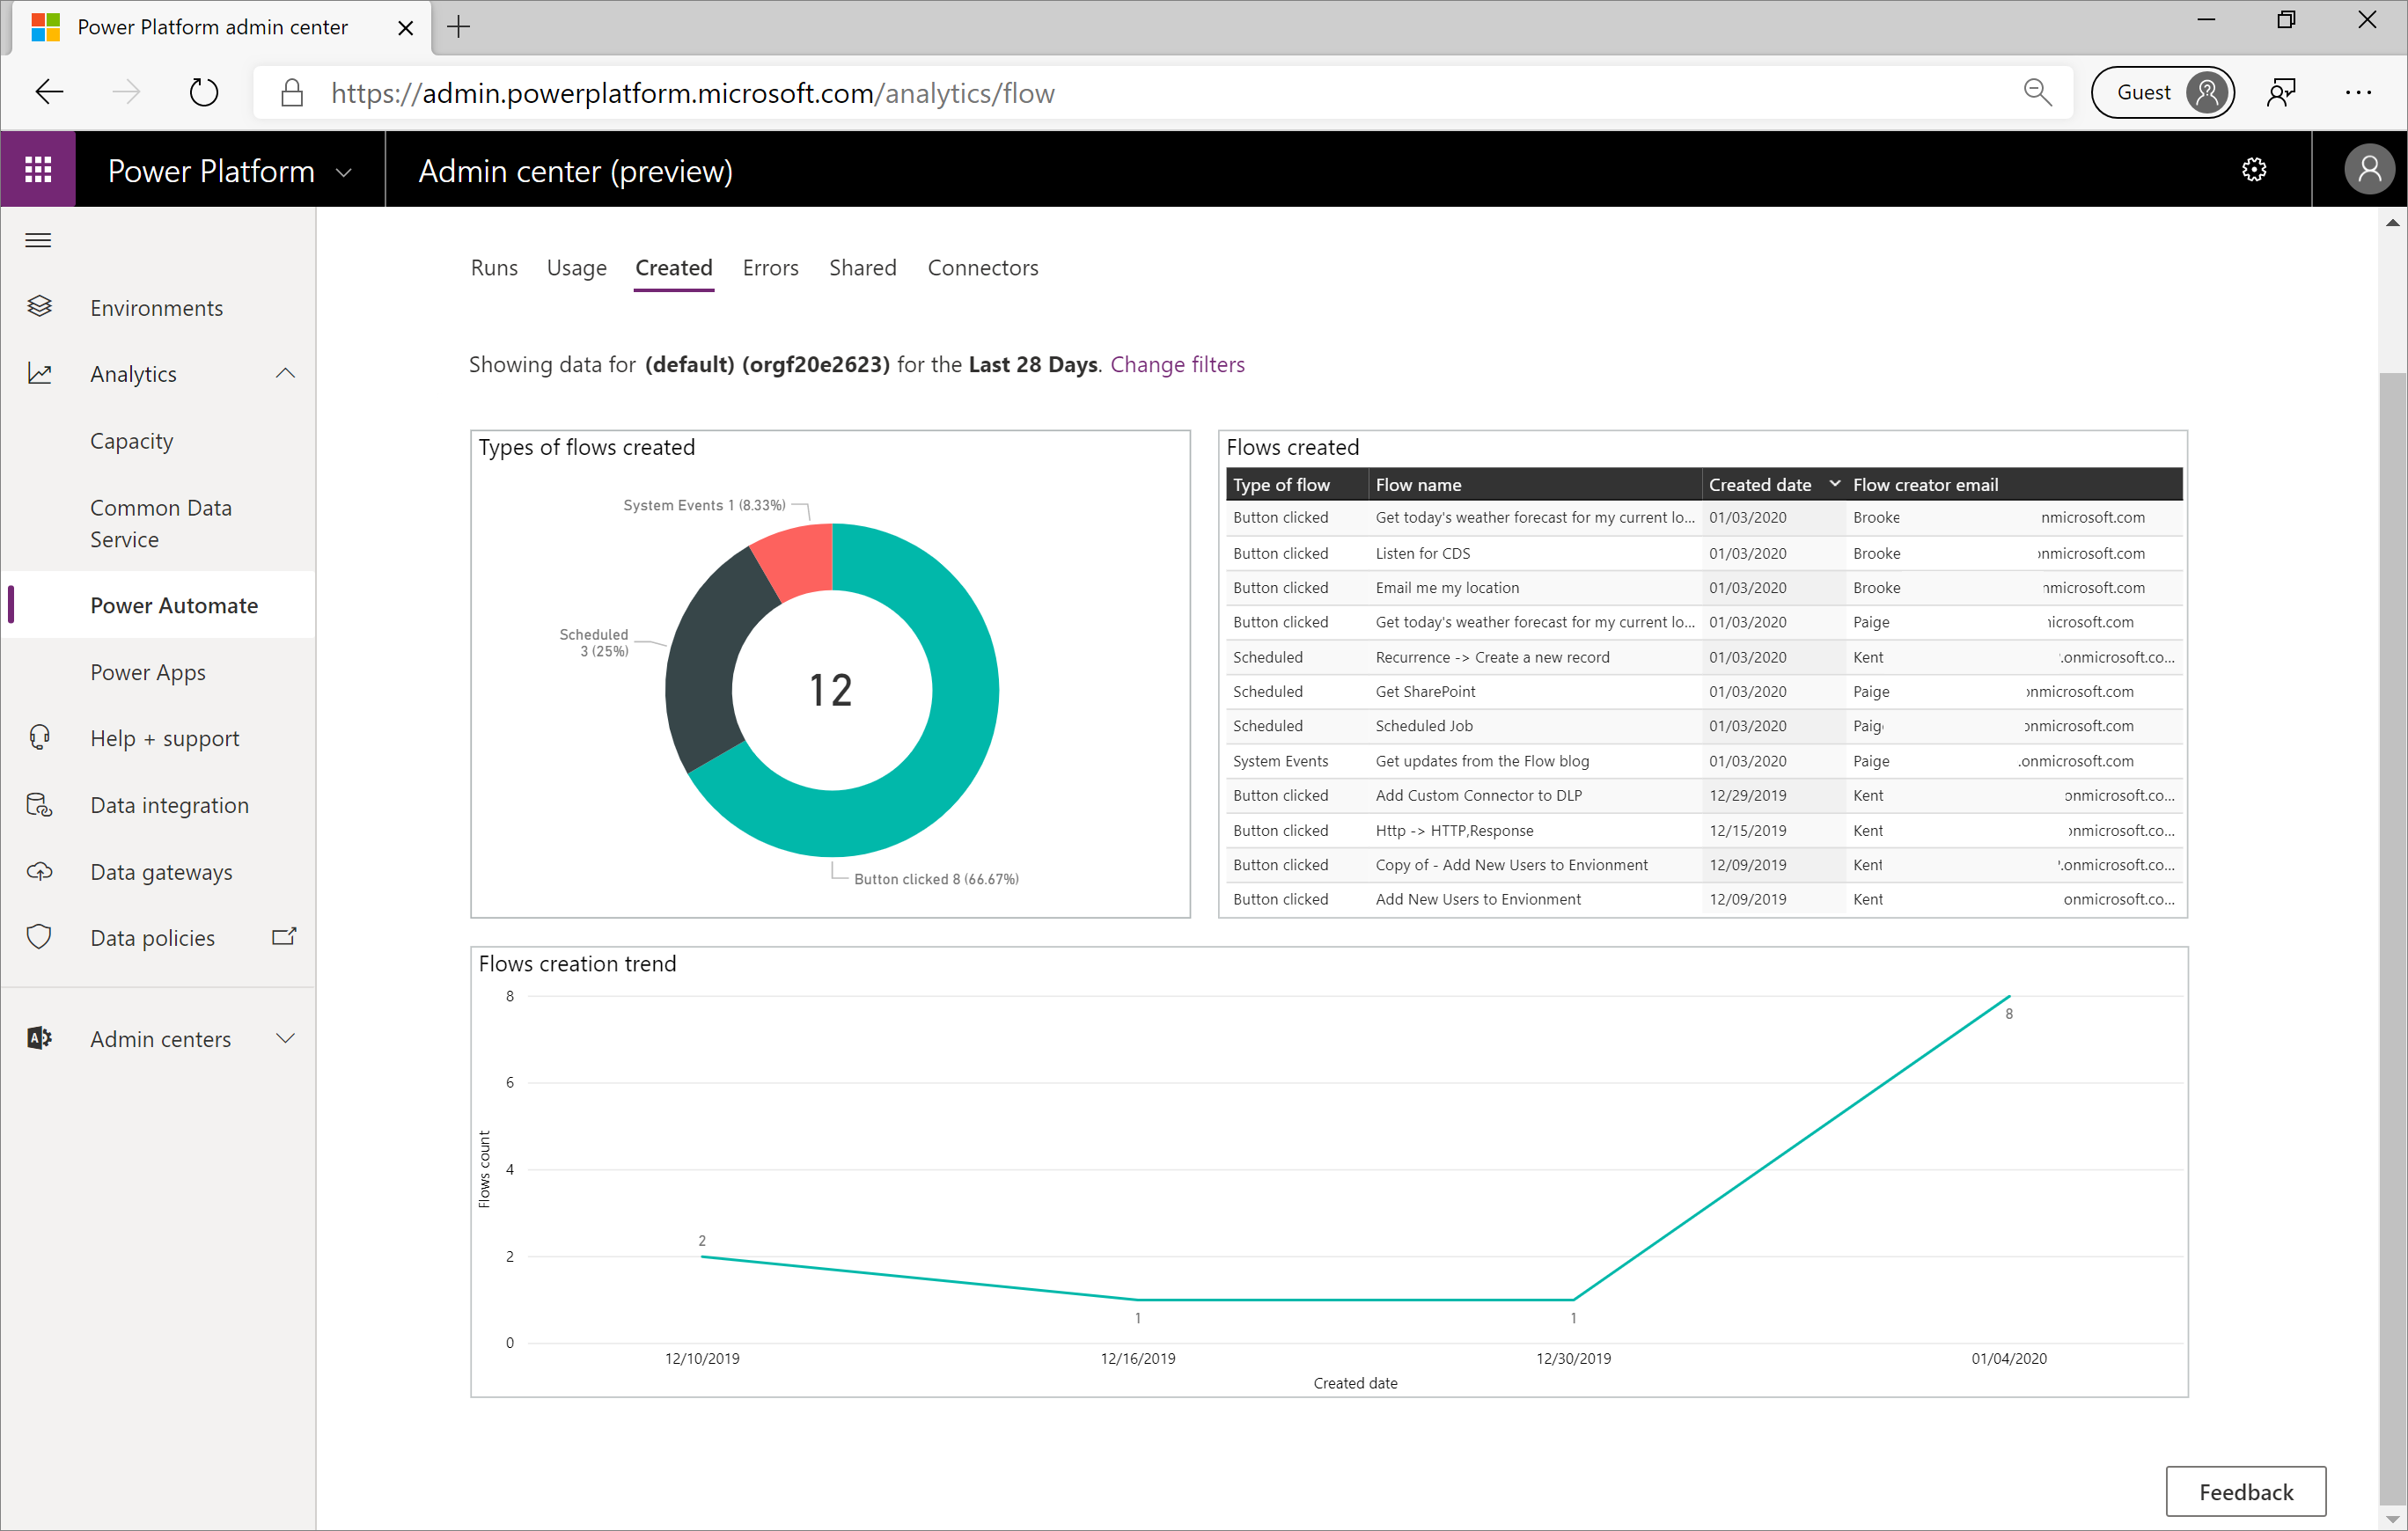 Power Platform admin center
https://admin.powerplatform.microsoft.com/analytics/flow
Guest
Power Platform
Admin center (preview)
Environments
Analytics
Capacity
Common Data
Service
Power Automate
Power Apps
Help + support
Data integration
Data gateways
Data policies
Admin centers
Runs Usage Created Errors Shared Connectors
Showing data for (default) (orgf20e2623) for the Last 28 Days. Change filters
Types of flows created
System Events 1 (8.33%)
Scheduled
3 (25%)
12
Button clicked 8 (66.67%)
Flows created
Type of flow Flow name Created date Flow creator email
Button clicked Get today's weather forecast for my current lo... 01/03/2020 Brooke nmicrosoft.com
Button clicked Listen for CDS 01/03/2020 Brooke onmicrosoft.com
Button clicked Email me my location 01/03/2020 Brooke nmicrosoft.com
Button clicked Get today's weather forecast for my current lo... 01/03/2020 Paige microsoft.com
Scheduled Recurrence -> Create a new record 01/03/2020 Kent .onmicrosoft.co...
Scheduled Get SharePoint 01/03/2020 Paige onmicrosoft.com
Scheduled Scheduled Job 01/03/2020 Paig onmicrosoft.com
System Events Get updates from the Flow blog 01/03/2020 Paige .onmicrosoft.com
Button clicked Add Custom Connector to DLP 12/29/2019 Kent onmicrosoft.co...
Button clicked Http -> HTTP,Response 12/15/2019 Kent onmicrosoft.co...
Button clicked Copy of - Add New Users to Envionment 12/09/2019 Kent .onmicrosoft.co...
Button clicked Add New Users to Envionment 12/09/2019 Kent onmicrosoft.co...
Flows creation trend
8
6
4
2
0
Flows count
2
1
1
8
12/10/2019 12/16/2019 12/30/2019 01/04/2020
Created date
Feedback